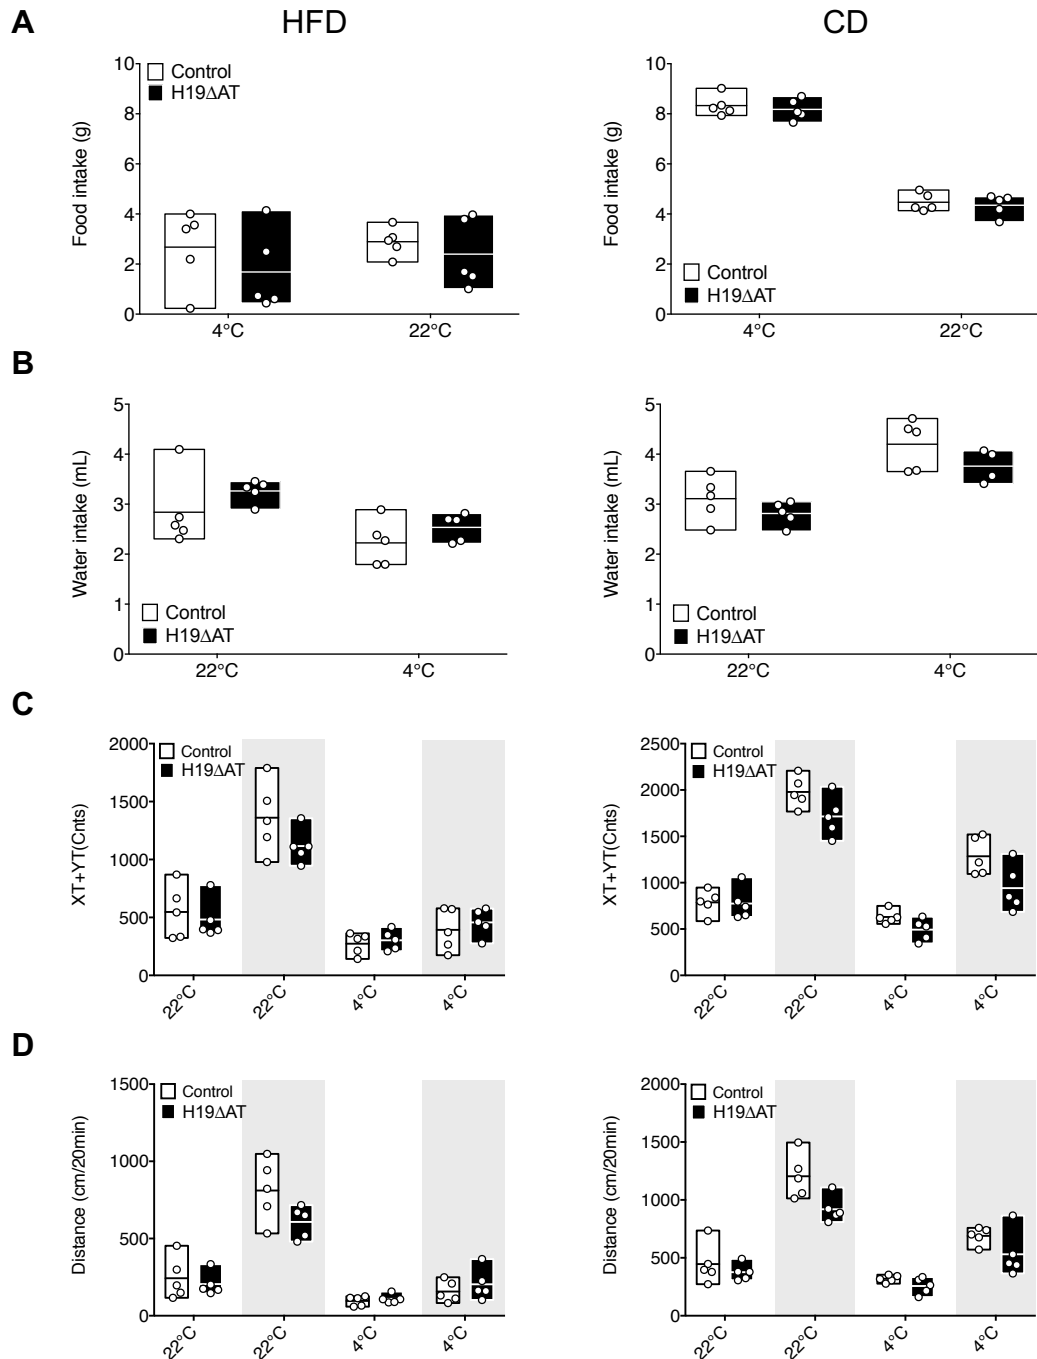 A
HFD
CD
Food intake (g)
10
8
6
4
2
0
Control
H19ΔAT
4°C
22°C
Food intake (g)
10
8
6
4
2
0
Control
H19ΔAT
4°C
22°C
B
Water intake (mL)
5
4
3
2
1
0
Control
H19ΔAT
22°C
4°C
Water intake (mL)
5
4
3
2
1
0
Control
H19ΔAT
22°C
4°C
C
XT+YT(Cnts)
2000
1500
1000
500
0
Control
H19ΔAT
22°C
22°C
4°C
4°C
XT+YT(Cnts)
2500
2000
1500
1000
500
0
Control
H19ΔAT
22°C
22°C
4°C
4°C
D
Distance (cm/20min)
1500
1000
500
0
Control
H19ΔAT
22°C
22°C
4°C
4°C
Distance (cm/20min)
2000
1500
1000
500
0
Control
H19ΔAT
22°C
22°C
4°C
4°C